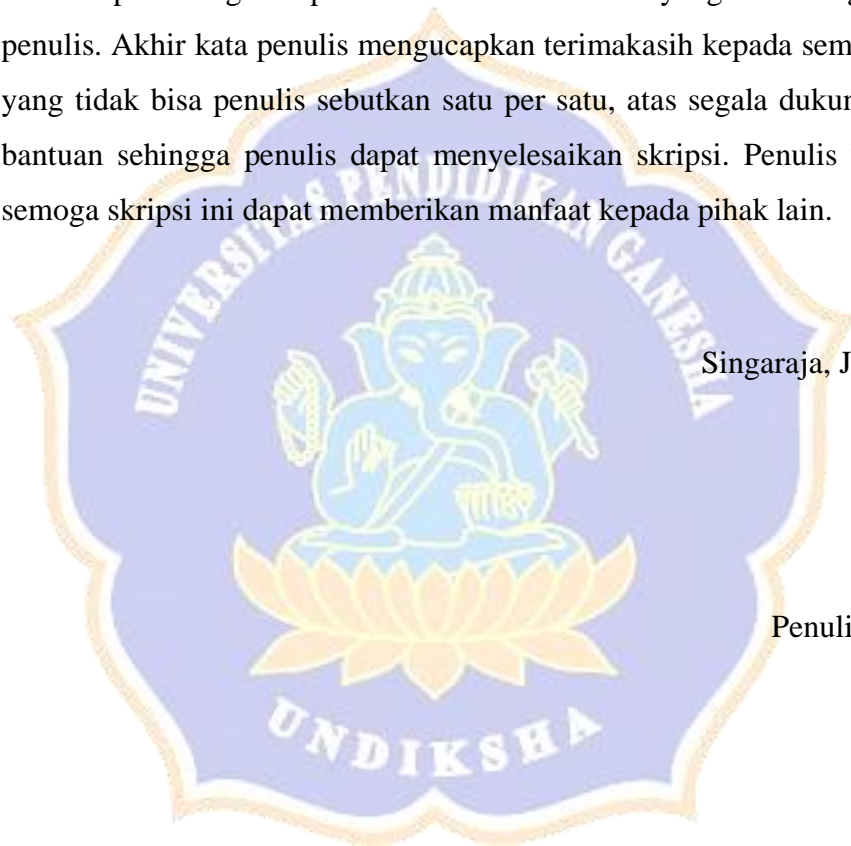 penulis. Akhir kata penulis mengucapkan terimakasih kepada sem
yang tidak bisa penulis sebutkan satu per satu, atas segala dukun
bantuan sehingga penulis dapat menyelesaikan skripsi. Penulis
semoga skripsi ini dapat memberikan manfaat kepada pihak lain.
UNIVERSITAS PENDIDIKAN GANESHA
Singaraja, J
Penuli
UNDIKSHA